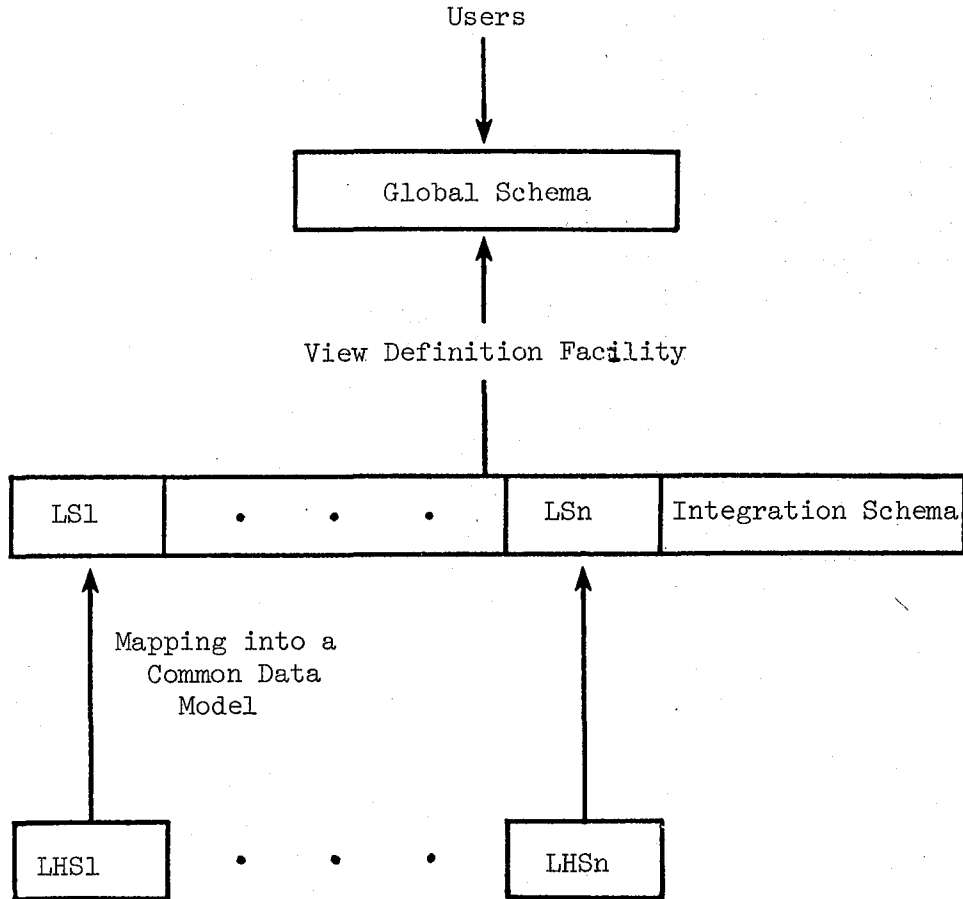 Users
Global Schema
View Definition Facility
LS1 . . . LSn Integration Schema
Mapping into a
Common Data
Model
LHS1 . . . LHSn